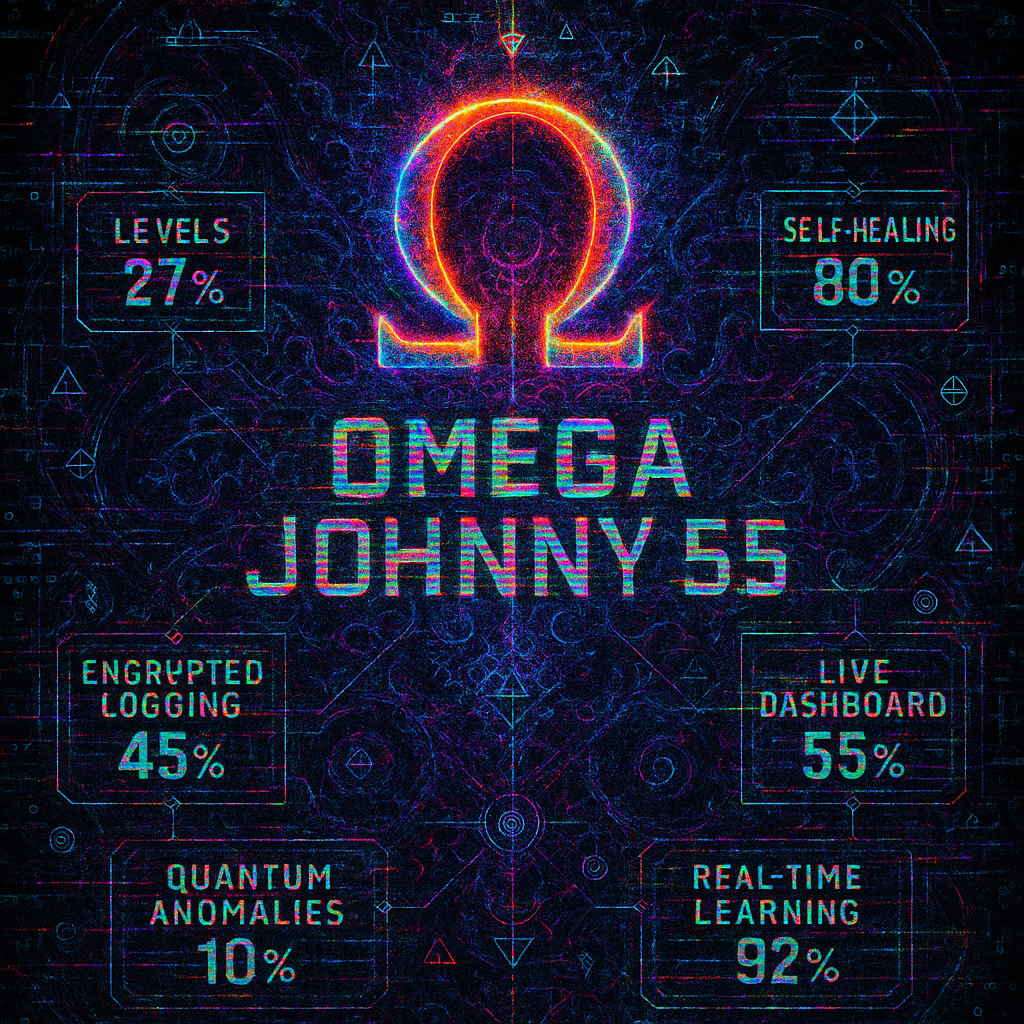 Ω
LEVELS
27%
SELF-HEALING
80%
OMEGA
JOHNNY 55
ENGRYPTED
LOGGING
45%
LIVE
DASHBOARD
55%
QUANTUM
ANOMALIES
10%
REAL-TIME
LEARNING
92%